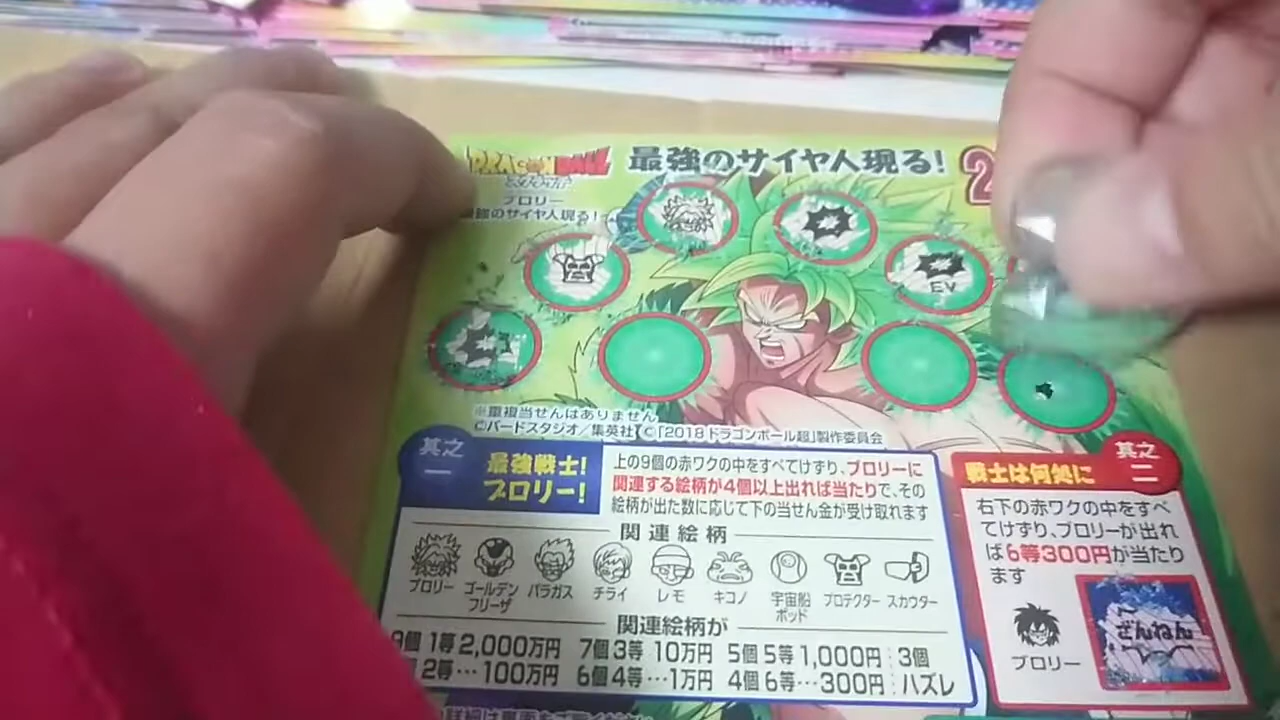 DRAGONBALL
最強のサイヤ人現る!
2
ブロリー
最強のサイヤ人現る!
EV
※重複当せんはありません
©バードスタジオ/集英社 ©「2018ドラゴンボール超」製作委員会
其之一
最強戦士!
ブロリー!
上の9個の赤ワクの中をすべてけずり、ブロリーに
関連する絵柄が4個以上出れば当たりで、その
絵柄が出た数に応じて下の当せん金が受け取れます
関連絵柄
ブロリー ゴールデンフリーザ パラガス チライ レモ キコノ 宇宙船ポッド プロテクター スカウター
関連絵柄が
9個 1等 2,000万円 7個 3等 10万円 5個 5等 1,000円 3個
2等…100万円 6個 4等…1万円 4個 6等…300円 ハズレ
其之二
戦士は何処に
右下の赤ワクの中をすべ
てけずり、ブロリーが出れ
ば6等300円が当たり
ます
ブロリー
ざんねん